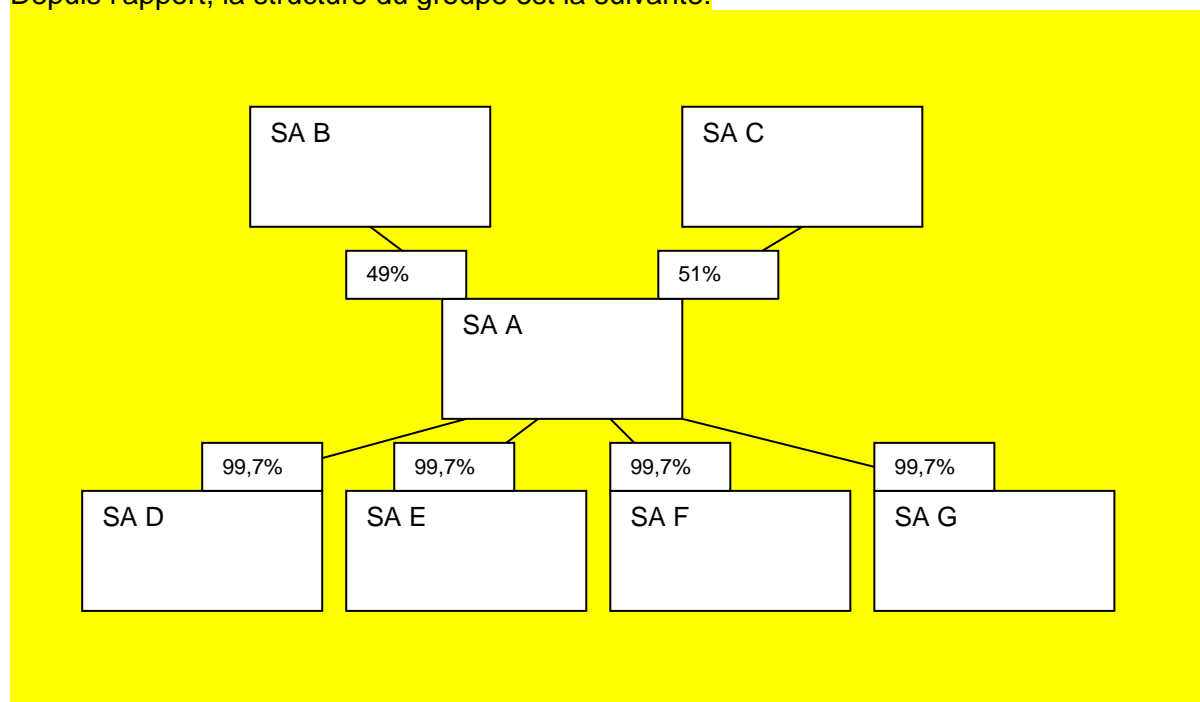 Depuis l'apport, la structure du groupe est la suivante:
SA B
SA C
49%
51%
SA A
99,7%
99,7%
99,7%
99,7%
SA D
SA E
SA F
SA G